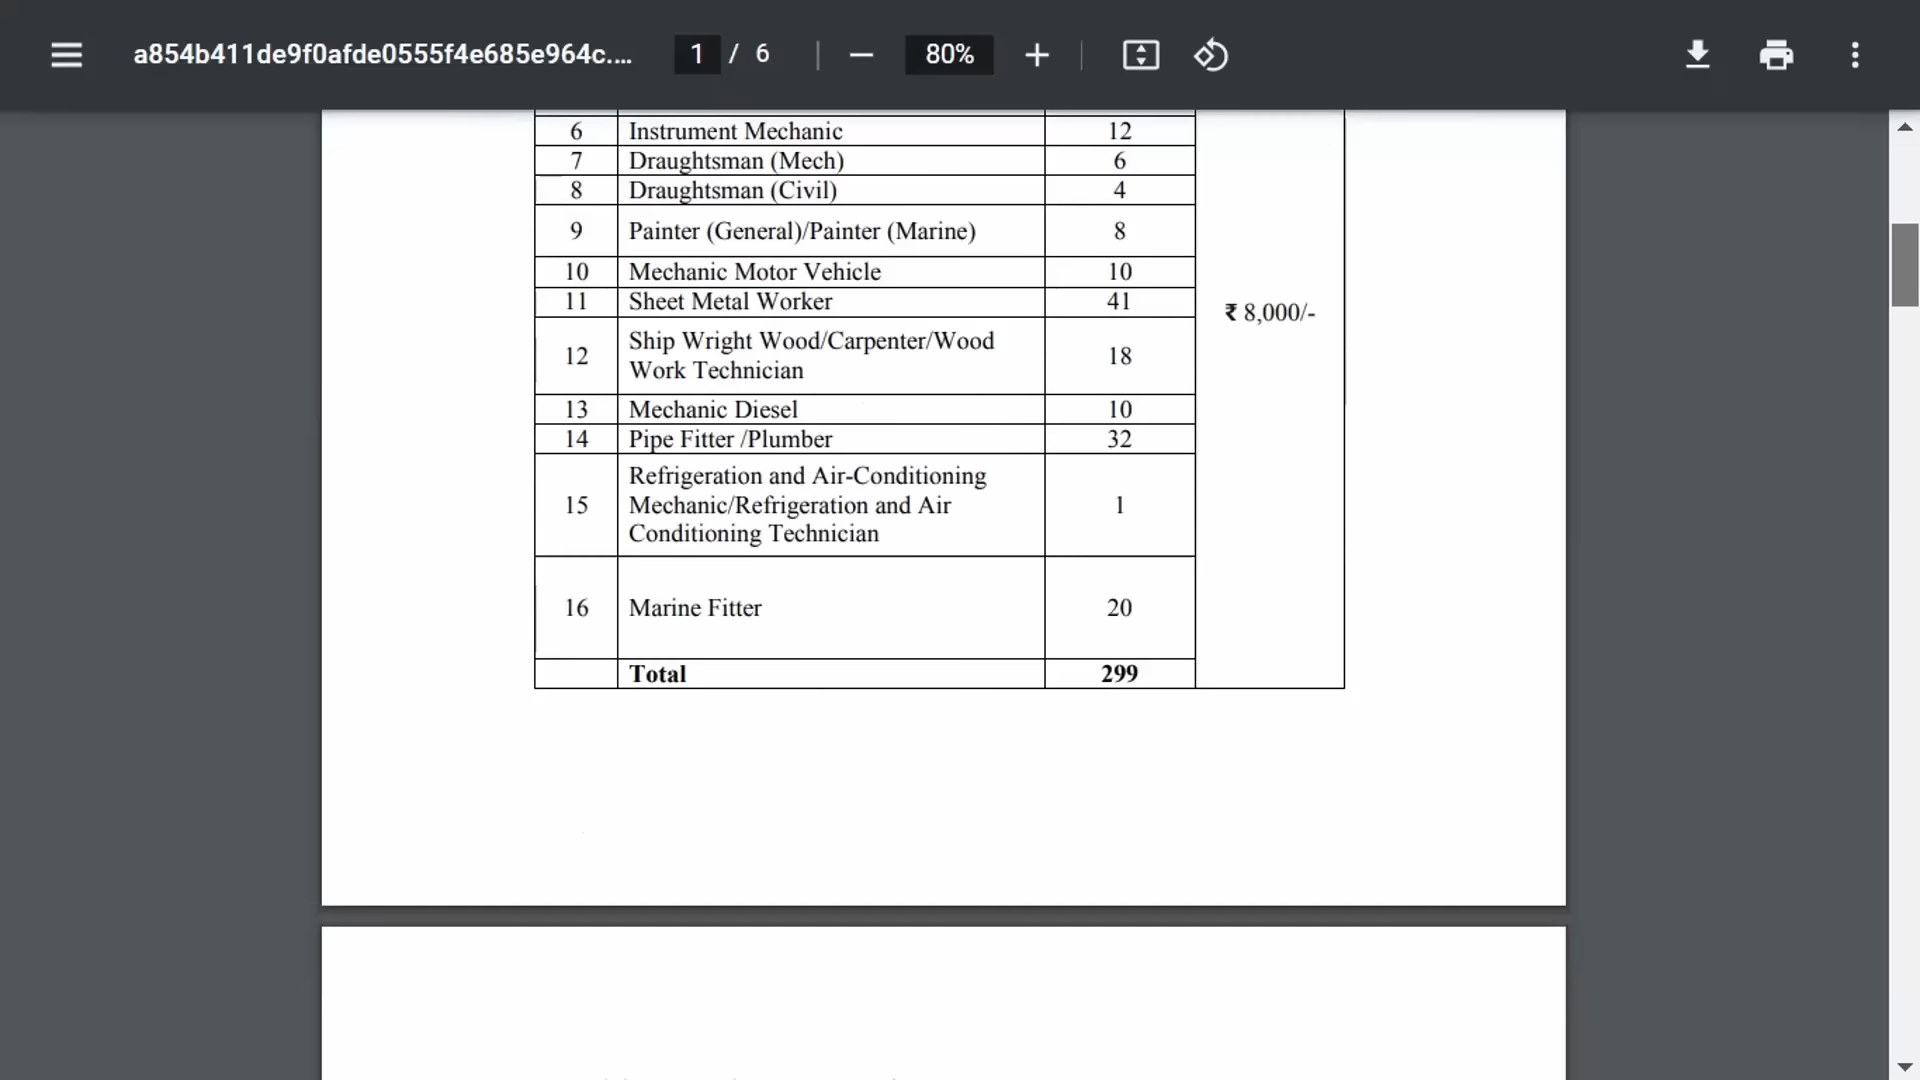 a854b411de9f0afde0555f4e685e964c.... 1 / 6 80%
6 Instrument Mechanic 12
7 Draughtsman (Mech) 6
8 Draughtsman (Civil) 4
9 Painter (General)/Painter (Marine) 8
10 Mechanic Motor Vehicle 10
11 Sheet Metal Worker 41
₹ 8,000/-
Ship Wright Wood/Carpenter/Wood
12 18
Work Technician
13 Mechanic Diesel 10
14 Pipe Fitter /Plumber 32
Refrigeration and Air-Conditioning
15 Mechanic/Refrigeration and Air 1
Conditioning Technician
16 Marine Fitter 20
Total 299